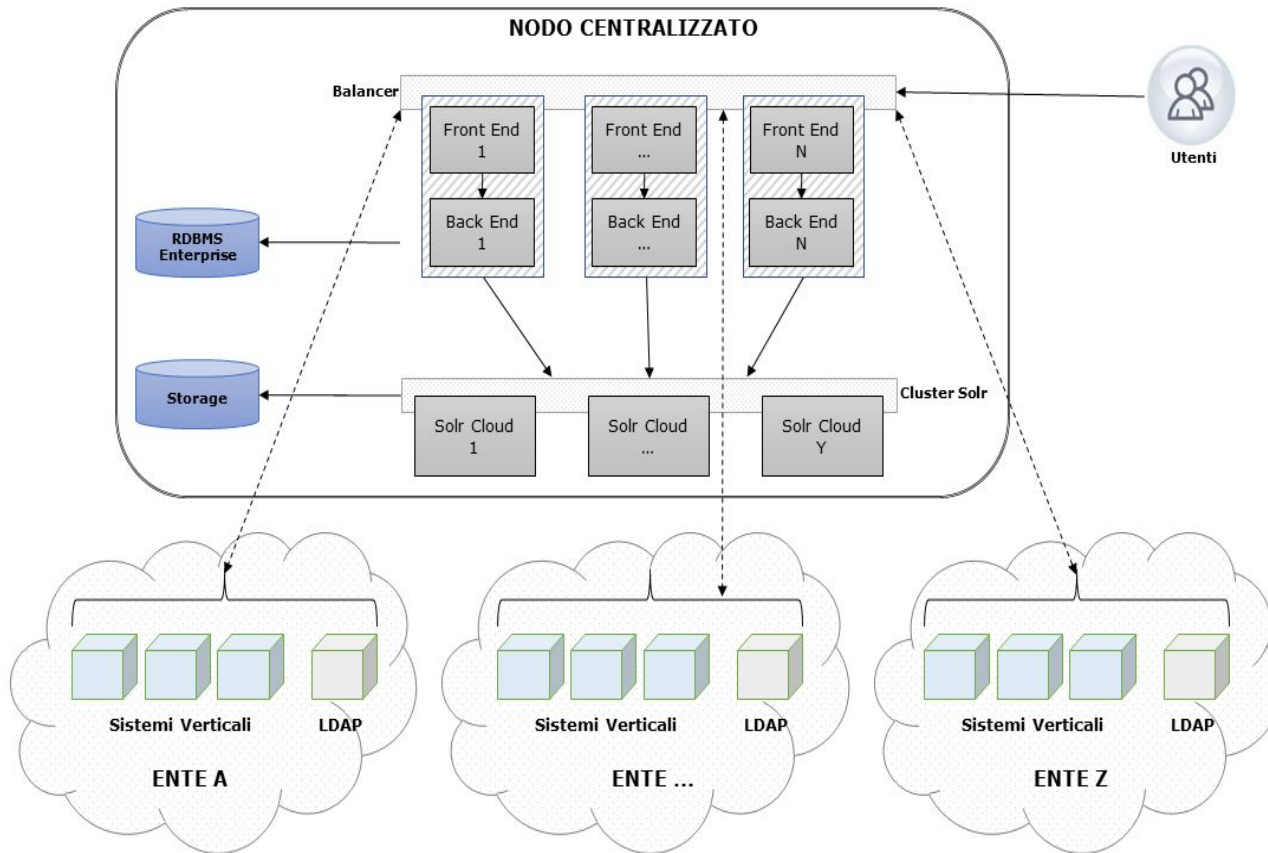 NODO CENTRALIZZATO
Balancer
Front End
1
Front End
...
Front End
N
Utenti
Back End
1
Back End
...
Back End
N
RDBMS
Enterprise
Storage
Cluster Solr
Solr Cloud
1
Solr Cloud
...
Solr Cloud
Y
Sistemi Verticali
LDAP
ENTE A
Sistemi Verticali
LDAP
ENTE ...
Sistemi Verticali
LDAP
ENTE Z